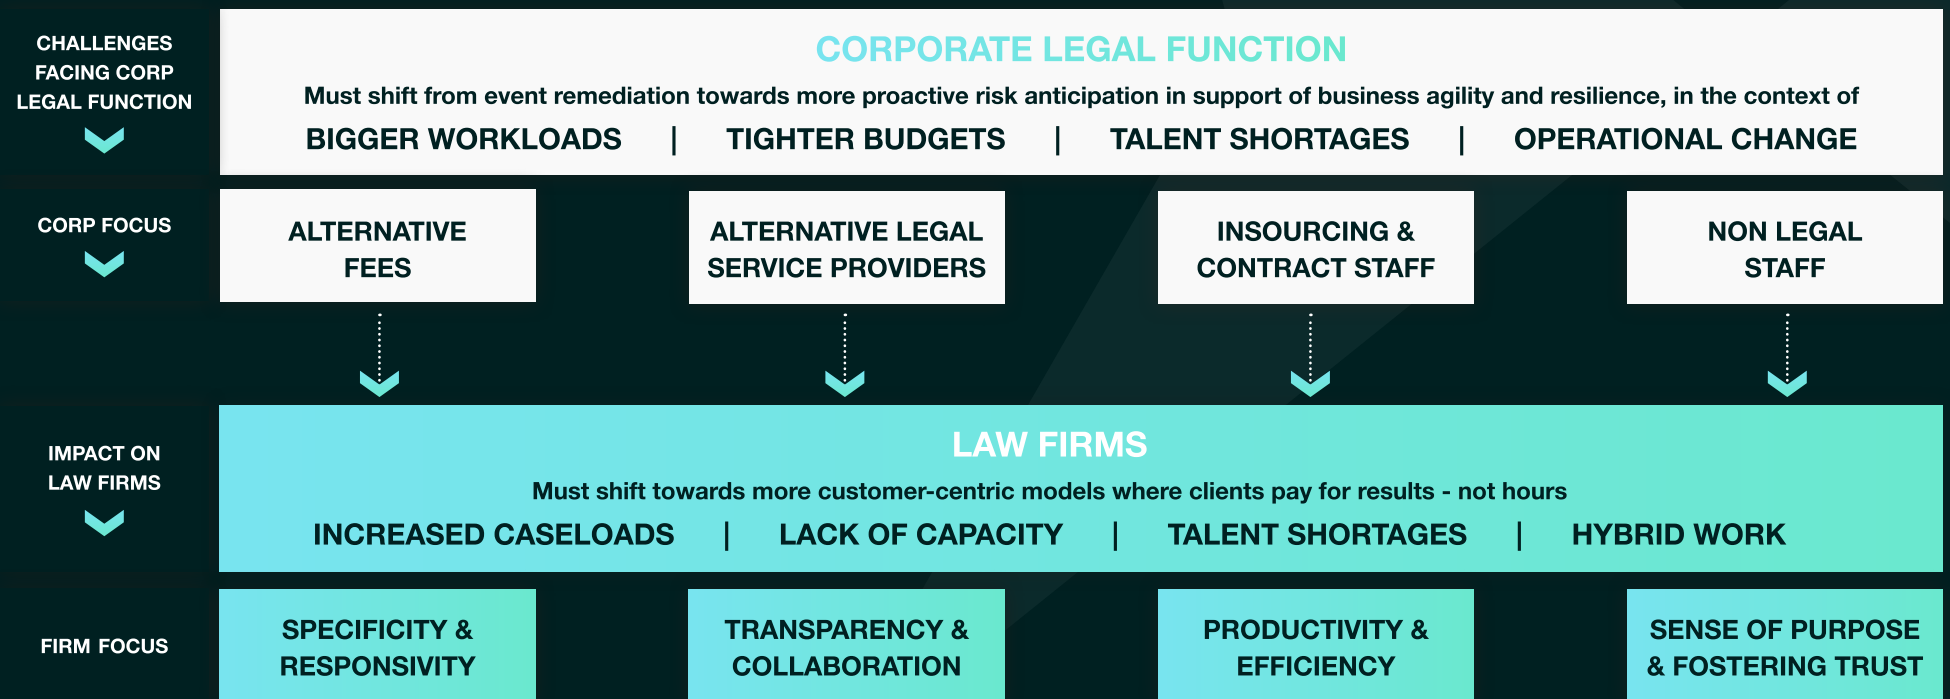 CHALLENGES
FACING CORP
LEGAL FUNCTION
CORPORATE LEGAL FUNCTION
Must shift from event remediation towards more proactive risk anticipation in support of business agility and resilience, in the context of
BIGGER WORKLOADS | TIGHTER BUDGETS | TALENT SHORTAGES | OPERATIONAL CHANGE
CORP FOCUS
ALTERNATIVE
FEES
ALTERNATIVE LEGAL
SERVICE PROVIDERS
INSOURCING &
CONTRACT STAFF
NON LEGAL
STAFF
IMPACT ON
LAW FIRMS
LAW FIRMS
Must shift towards more customer-centric models where clients pay for results - not hours
INCREASED CASELOADS | LACK OF CAPACITY | TALENT SHORTAGES | HYBRID WORK
FIRM FOCUS
SPECIFICITY &
RESPONSIVITY
TRANSPARENCY &
COLLABORATION
PRODUCTIVITY &
EFFICIENCY
SENSE OF PURPOSE
& FOSTERING TRUST